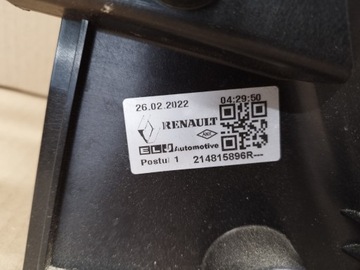 26.02.2022 04:29:50
RENAULT
ELJ Automotive
Postul 1 214815896R---